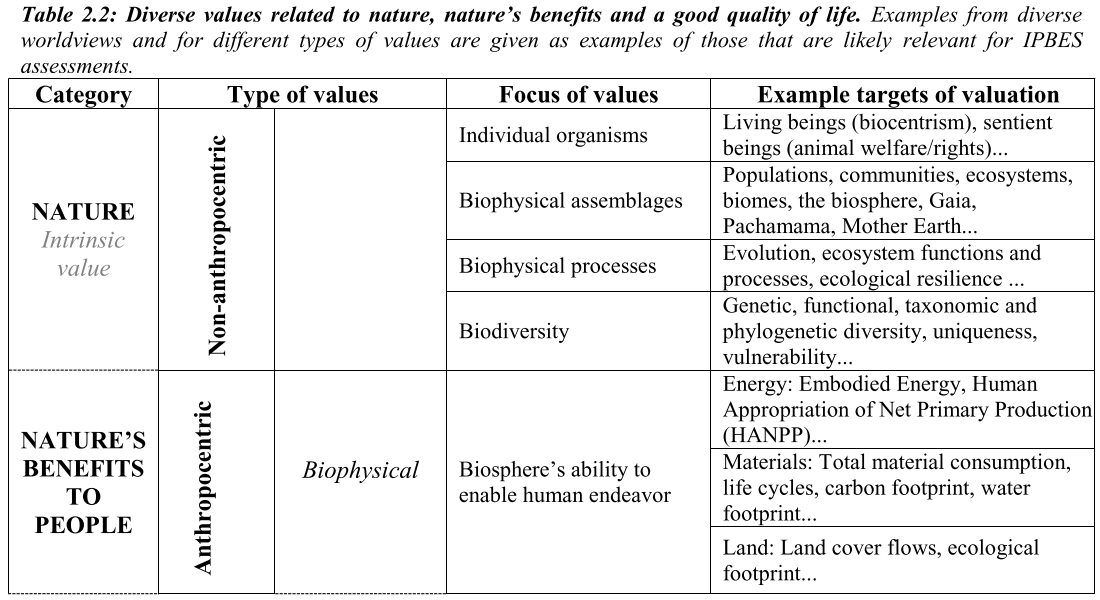 Table 2.2: Diverse values related to nature, nature’s benefits and a good quality of life. Examples from diverse
worldviews and for different types of values are given as examples of those that are likely relevant for IPBES
assessments.
Category
Type of values
Focus of values
Example targets of valuation
NATURE
Intrinsic
value
Non-anthropocentric
Individual organisms
Living beings (biocentrism), sentient
beings (animal welfare/rights)...
Biophysical assemblages
Populations, communities, ecosystems,
biomes, the biosphere, Gaia,
Pachamama, Mother Earth...
Biophysical processes
Evolution, ecosystem functions and
processes, ecological resilience ...
Biodiversity
Genetic, functional, taxonomic and
phylogenetic diversity, uniqueness,
vulnerability...
NATURE’S
BENEFITS
TO
PEOPLE
Anthropocentric
Biophysical
Biosphere’s ability to
enable human endeavor
Energy: Embodied Energy, Human
Appropriation of Net Primary Production
(HANPP)...
Materials: Total material consumption,
life cycles, carbon footprint, water
footprint...
Land: Land cover flows, ecological
footprint...